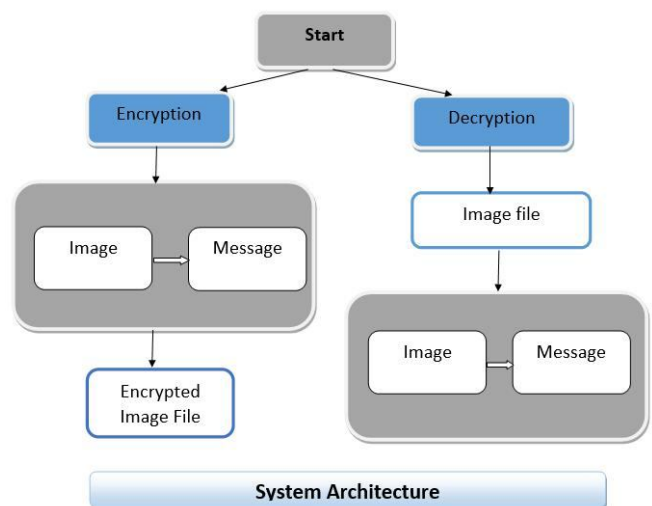 Start
Encryption
Decryption
Image file
Image
Message
Image
Message
Encrypted
Image File
System Architecture